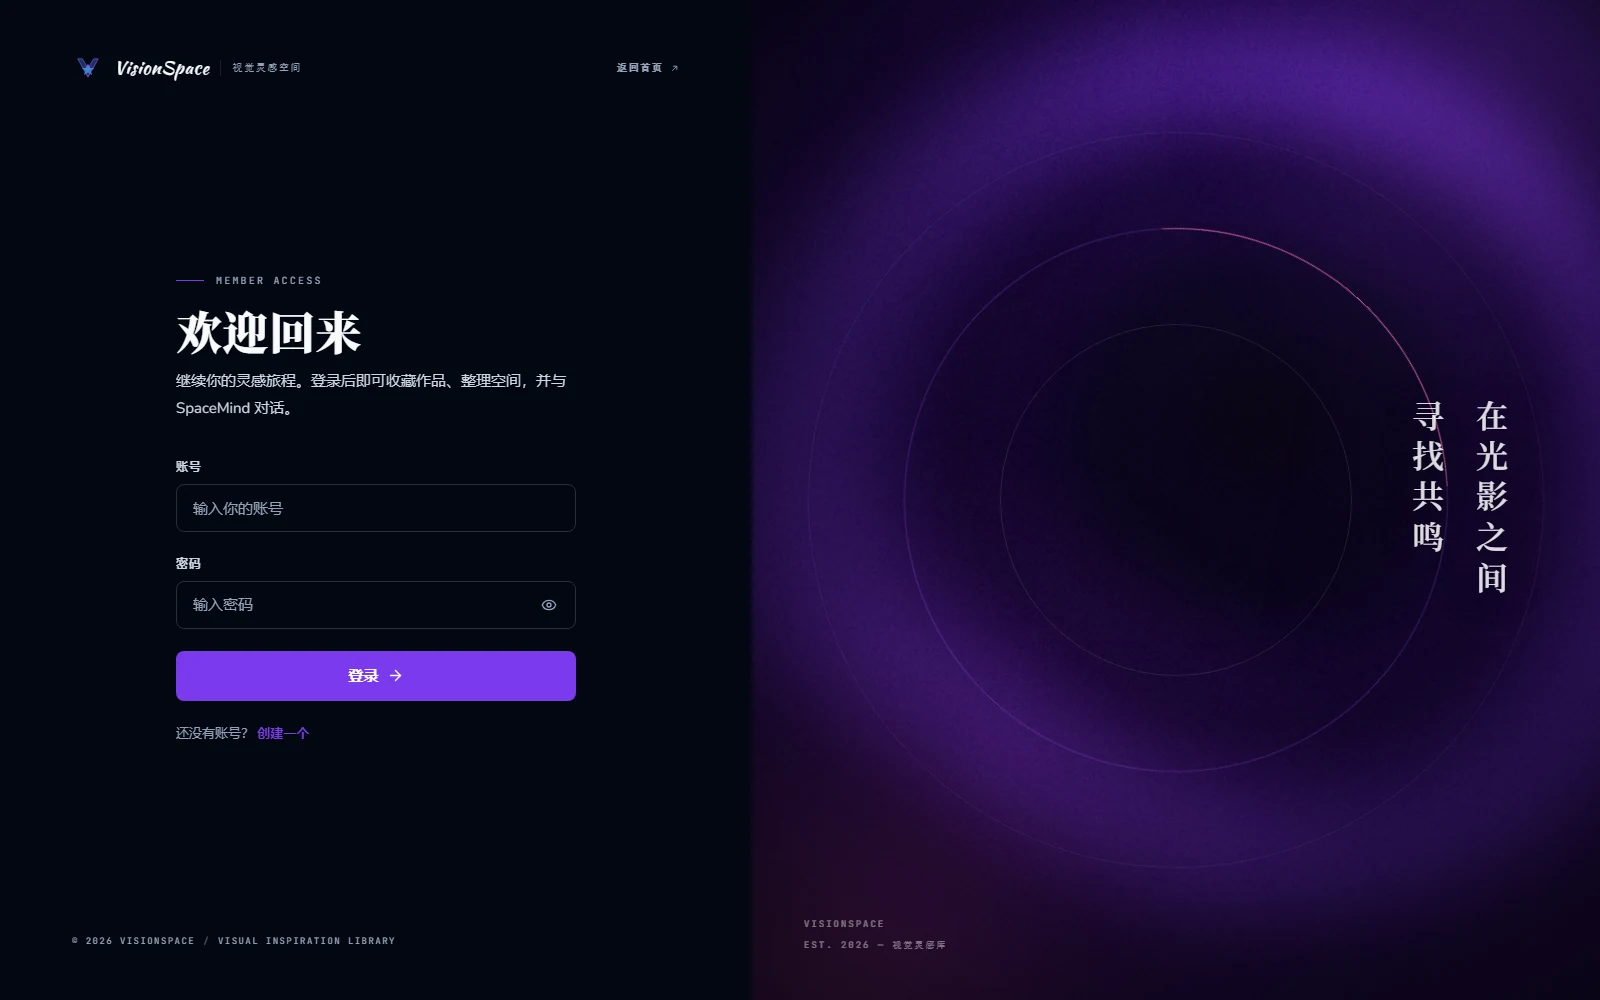 VisionSpace
视觉灵感空间
返回首页 ↗
MEMBER ACCESS
欢迎回来
继续你的灵感旅程。登录后即可收藏作品、整理空间，并与
SpaceMind 对话。
账号
输入你的账号
密码
输入密码
登录 →
还没有账号？ 创建一个
© 2026 VISIONSPACE / VISUAL INSPIRATION LIBRARY
在光影之间
寻找共鸣
VISIONSPACE
EST. 2026 — 视觉灵感库